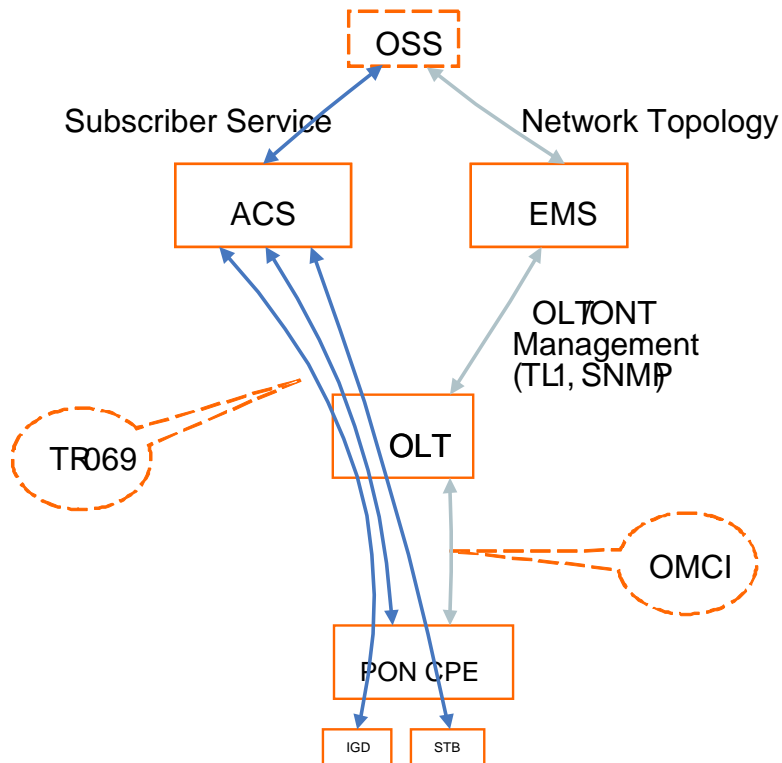 OSS
Subscriber Service
Network Topology
ACS
EMS
OLT/ONT
Management
(TL1, SNMP)
OLT
TR069
OMCI
PON CPE
IGD
STB